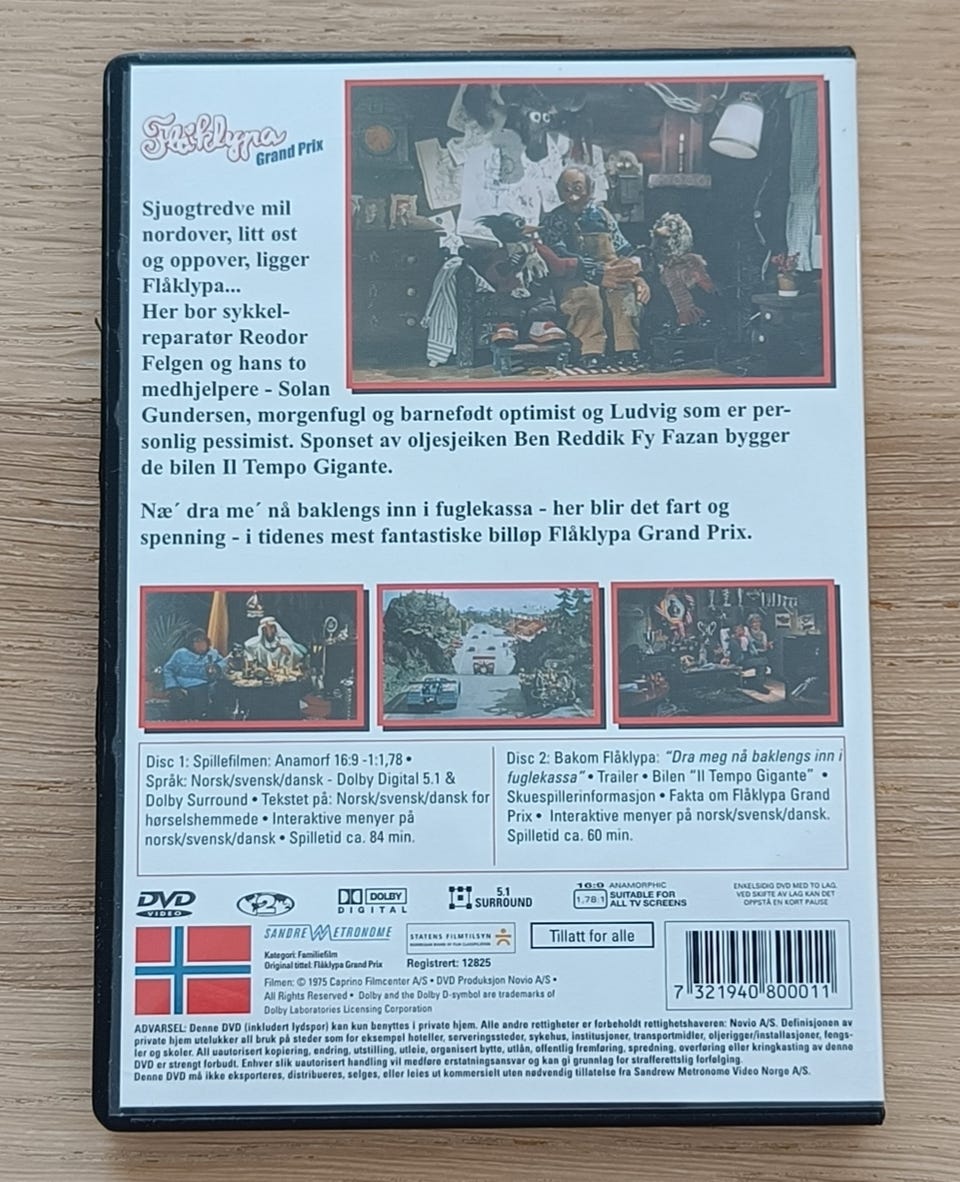 Flåklypa
Grand Prix
Sjuogtredve mil
nordover, litt øst
og oppover, ligger
Flåklypa...
Her bor sykkel-
reparatør Reodor
Felgen og hans to
medhjelpere - Solan
Gundersen, morgenfugl og barnefødt optimist og Ludvig som er per-
sonlig pessimist. Sponset av oljesjeiken Ben Reddik Fy Fazan bygger
de bilen Il Tempo Gigante.
Næ´ dra me´ nå baklengs inn i fuglekassa - her blir det fart og
spenning - i tidenes mest fantastiske billøp Flåklypa Grand Prix.
Disc 1: Spillefilmen: Anamorf 16:9 -1:1,78 •
Språk: Norsk/svensk/dansk - Dolby Digital 5.1 &
Dolby Surround • Tekstet på: Norsk/svensk/dansk for
hørselshemmede • Interaktive menyer på
norsk/svensk/dansk • Spilletid ca. 84 min.
Disc 2: Bakom Flåklypa: "Dra meg nå baklengs inn i
fuglekassa" • Trailer • Bilen "Il Tempo Gigante" •
Skuespillerinformasjon • Fakta om Flåklypa Grand
Prix • Interaktive menyer på norsk/svensk/dansk.
Spilletid ca. 60 min.
DVD
VIDEO
2
DOLBY
DIGITAL
5.1
SURROUND
16:9 ANAMORPHIC
1,78:1 SUITABLE FOR
ALL TV SCREENS
ENKELSIDIG DVD MED TO LAG.
VED SKIFTE AV LAG KAN DET
OPPSTÅ EN KORT PAUSE
SANDREW METRONOME
Kategori: Familiefilm
Original tittel: Flåklypa Grand Prix
STATENS FILMTILSYN
NORWEGIAN BOARD OF FILM CLASSIFICATION
Registrert: 12825
Tillatt for alle
Filmen: © 1975 Caprino Filmcenter A/S • DVD Produksjon Novio A/S •
All Rights Reserved • Dolby and the Dolby D-symbol are trademarks of
Dolby Laboratories Licensing Corporation
7 321940 800011
ADVARSEL: Denne DVD (inkludert lydspor) kan kun benyttes i private hjem. Alle andre rettigheter er forbeholdt rettighetshaveren: Novio A/S. Definisjonen av
private hjem utelukker all bruk på steder som for eksempel hoteller, serveringssteder, sykehus, institusjoner, transportmidler, oljerigger/installasjoner, fengs-
ler og skoler. All uautorisert kopiering, endring, utstilling, utleie, organisert bytte, utlån, offentlig fremføring, spredning, overføring eller kringkasting av denne
DVD er strengt forbudt. Enhver slik uautorisert handling vil medføre erstatningsansvar og kan gi grunnlag for strafferettslig forfølging.
Denne DVD må ikke eksporteres, distribueres, selges, eller leies ut kommersielt uten nødvendig tillatelse fra Sandrew Metronome Video Norge A/S.